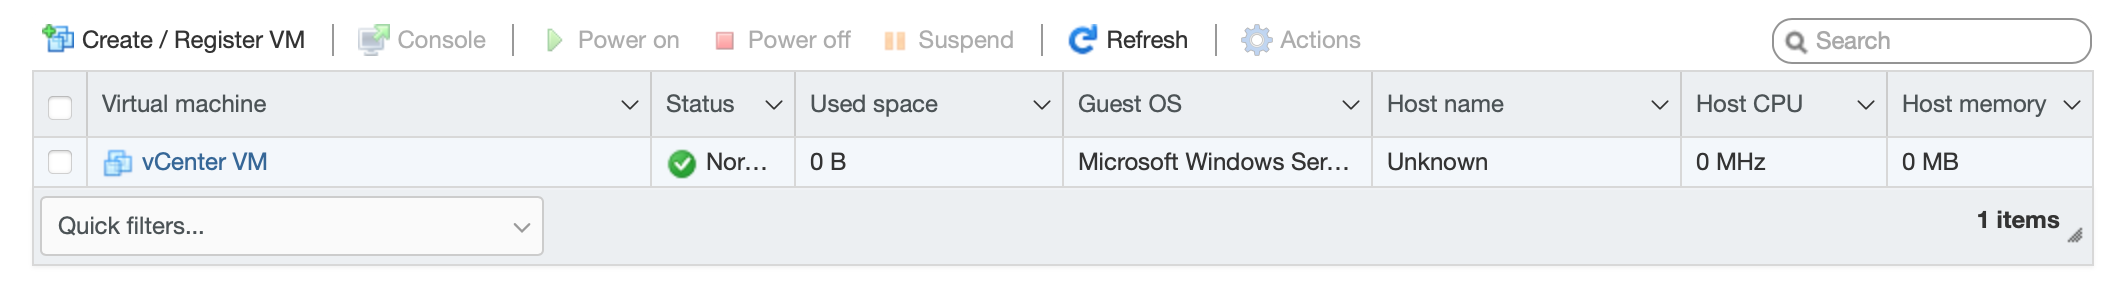 Create / Register VM Console Power on Power off Suspend Refresh Actions Search
Virtual machine Status Used space Guest OS Host name Host CPU Host memory
vCenter VM Nor... 0 B Microsoft Windows Ser... Unknown 0 MHz 0 MB
Quick filters... 1 items